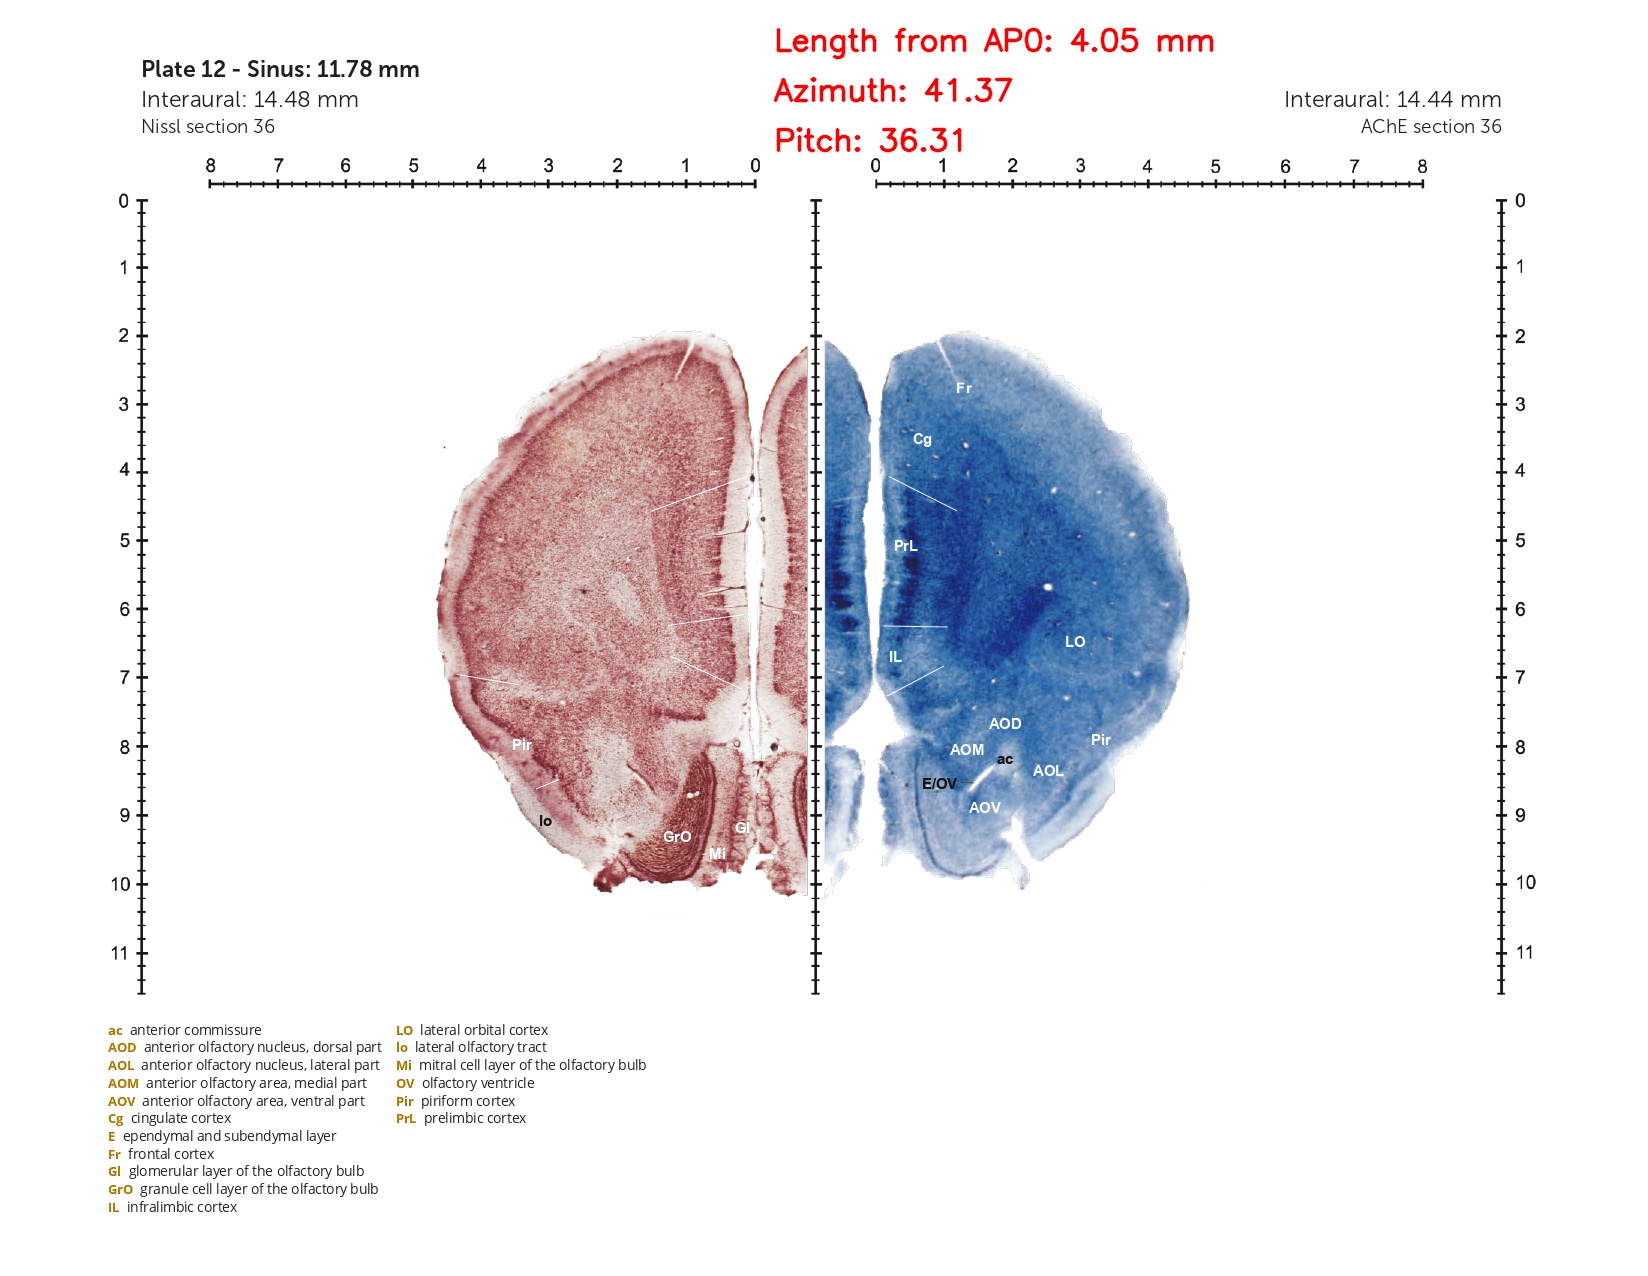 Length from AP0: 4.05 mm
Plate 12 - Sinus: 11.78 mm
Azimuth: 41.37
Interaural: 14.48 mm
Interaural: 14.44 mm
Nissl section 36
AChE section 36
Pitch: 36.31
8 7 6 5 4 3 2 1 0
0 1 2 3 4 5 6 7 8
0 0
1 1
2 2
Fr
3 3
Cg
4 4
5 5
PrL
6 6
LO
IL
7 7
AOD
Pir
Pir
8 8
AOM
ac
AOL
E/OV
AOV
9 9
lo
Gl
GrO
Mi
10 10
11 11
ac anterior commissure
AOD anterior olfactory nucleus, dorsal part
AOL anterior olfactory nucleus, lateral part
AOM anterior olfactory area, medial part
AOV anterior olfactory area, ventral part
Cg cingulate cortex
E ependymal and subendymal layer
Fr frontal cortex
Gl glomerular layer of the olfactory bulb
GrO granule cell layer of the olfactory bulb
IL infralimbic cortex
LO lateral orbital cortex
lo lateral olfactory tract
Mi mitral cell layer of the olfactory bulb
OV olfactory ventricle
Pir piriform cortex
PrL prelimbic cortex